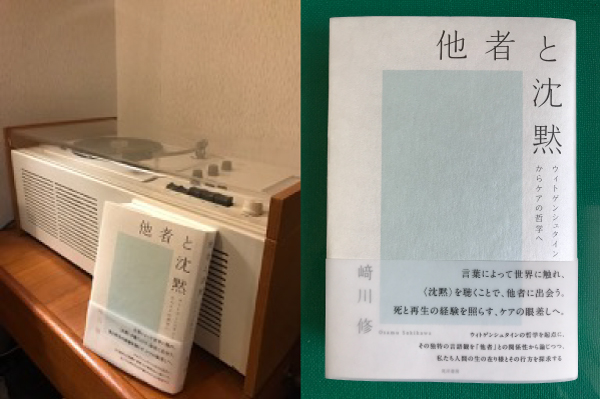 他者と
沈黙
他者と
沈黙
ウィトゲンシュタイン
からケアの哲学へ
﨑川修
Osamu Sakikawa
言葉によって世界に触れ、
〈沈黙〉を聴くことで、他者に出会う。
死と再生の経験を照らす、ケアの眼差しへ。
ウィトゲンシュタインの哲学を起点に、
その独特の言語観を「他者」との関係性から論じつつ、
私たち人間の生の在り様とその行方を探求する